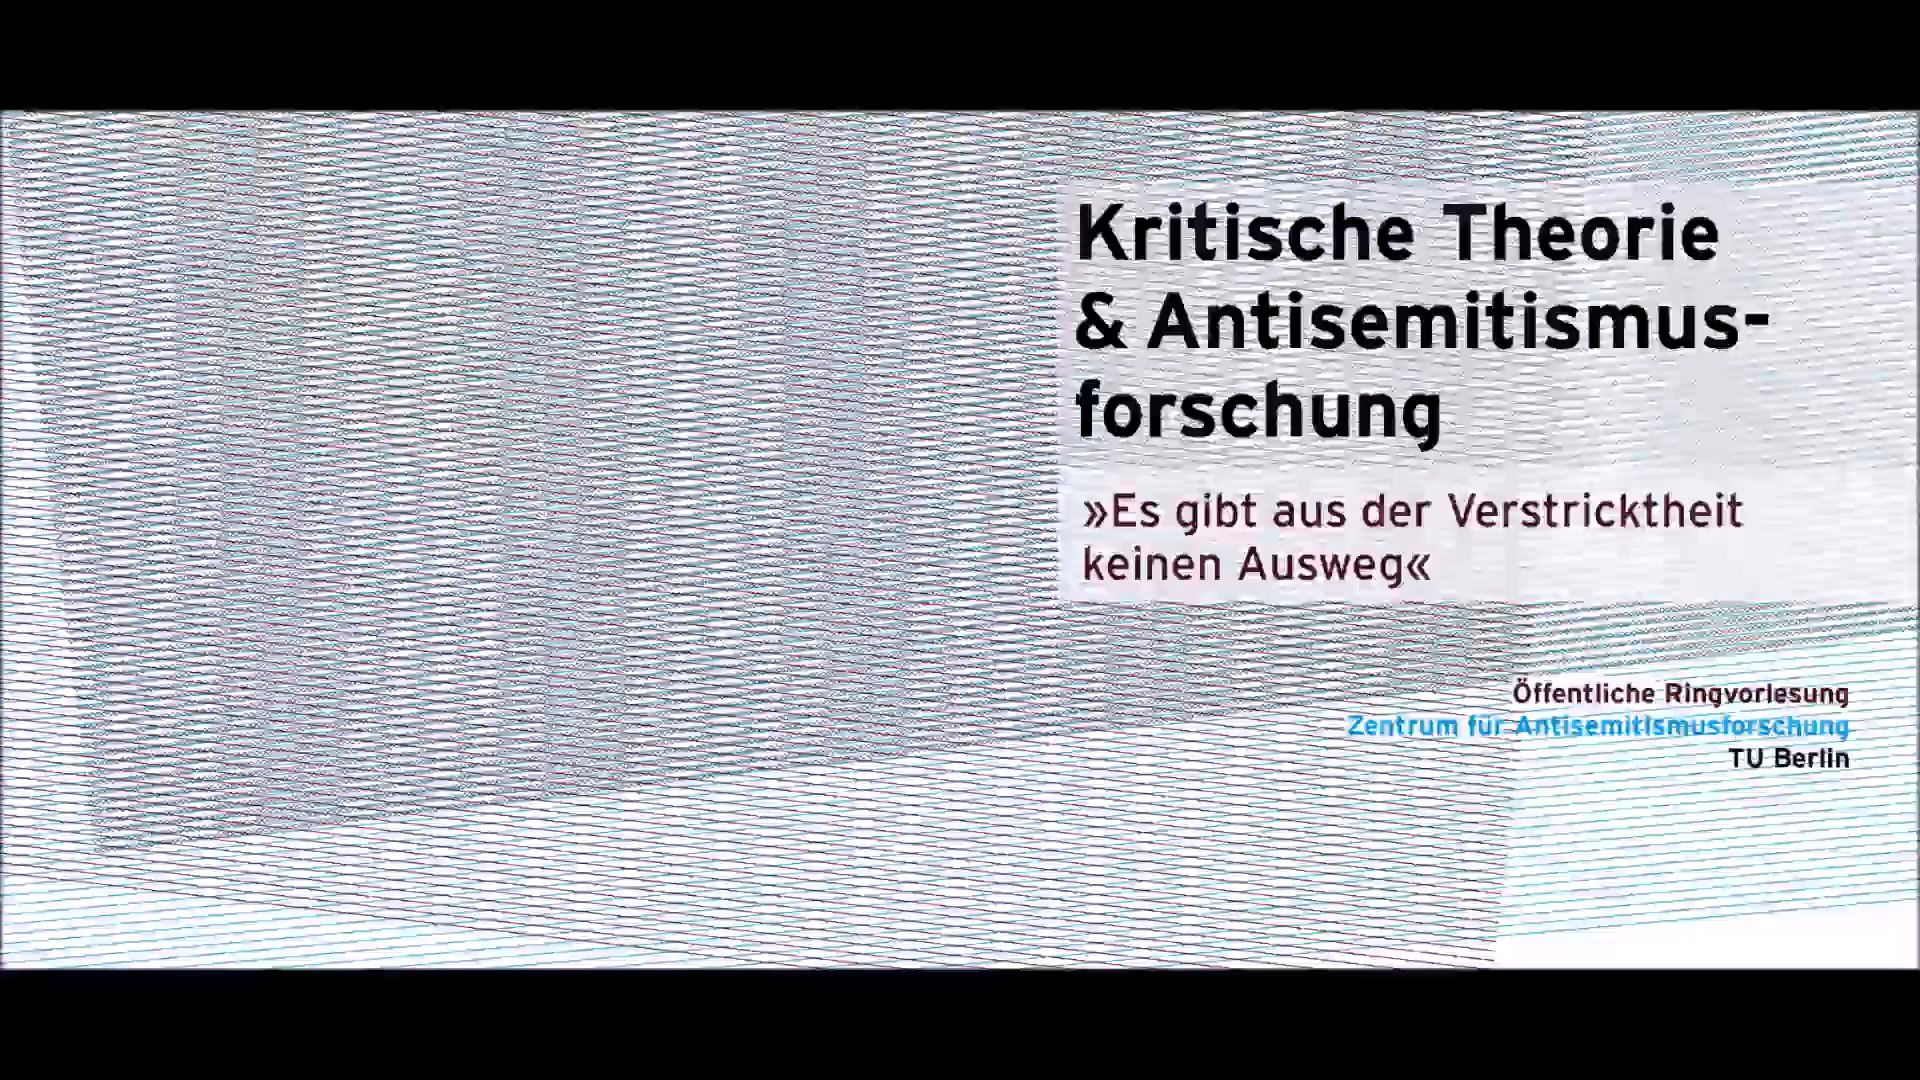 Kritische Theorie
& Antisemitismus-
forschung
»Es gibt aus der Verstricktheit
keinen Ausweg«
Öffentliche Ringvorlesung
Zentrum für Antisemitismusforschung
TU Berlin